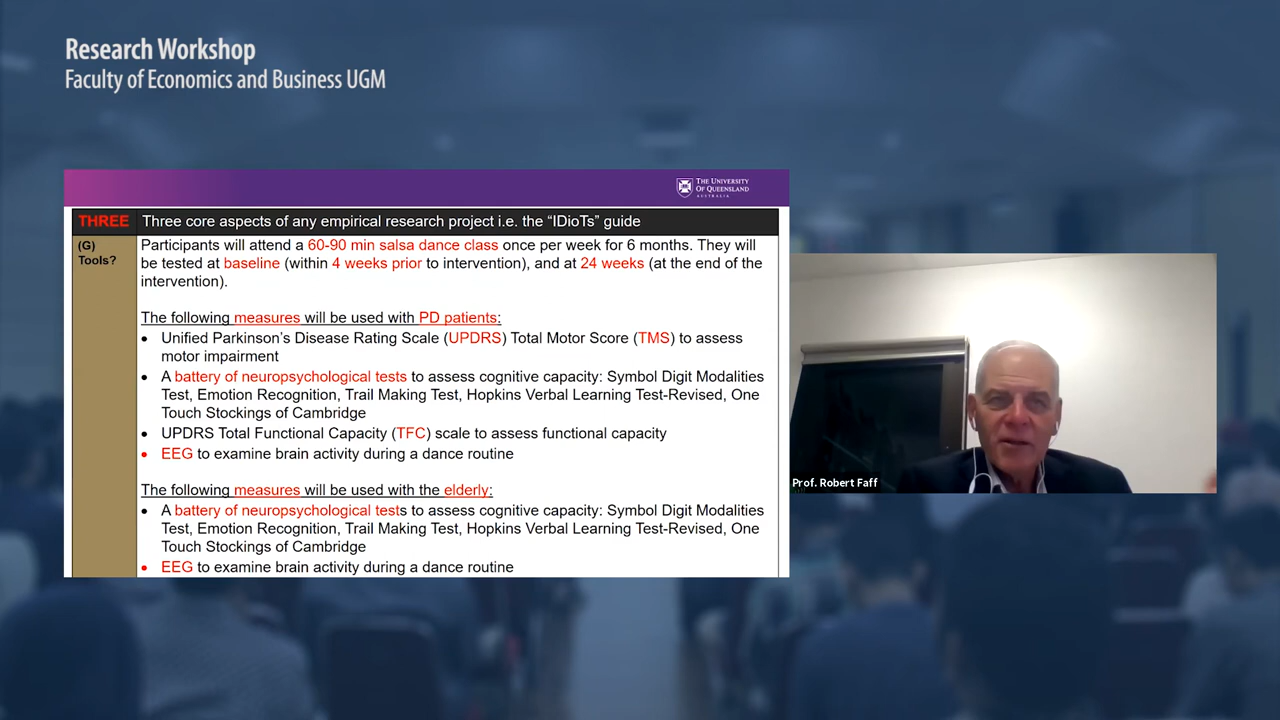 Research Workshop
Faculty of Economics and Business UGM
THE UNIVERSITY
OF QUEENSLAND
AUSTRALIA
THREE Three core aspects of any empirical research project i.e. the “IDioTs” guide
(G)
Tools?
Participants will attend a 60-90 min salsa dance class once per week for 6 months. They will
be tested at baseline (within 4 weeks prior to intervention), and at 24 weeks (at the end of the
intervention).
The following measures will be used with PD patients:
• Unified Parkinson’s Disease Rating Scale (UPDRS) Total Motor Score (TMS) to assess
motor impairment
• A battery of neuropsychological tests to assess cognitive capacity: Symbol Digit Modalities
Test, Emotion Recognition, Trail Making Test, Hopkins Verbal Learning Test-Revised, One
Touch Stockings of Cambridge
• UPDRS Total Functional Capacity (TFC) scale to assess functional capacity
• EEG to examine brain activity during a dance routine
The following measures will be used with the elderly:
• A battery of neuropsychological tests to assess cognitive capacity: Symbol Digit Modalities
Test, Emotion Recognition, Trail Making Test, Hopkins Verbal Learning Test-Revised, One
Touch Stockings of Cambridge
• EEG to examine brain activity during a dance routine
Prof. Robert Faff